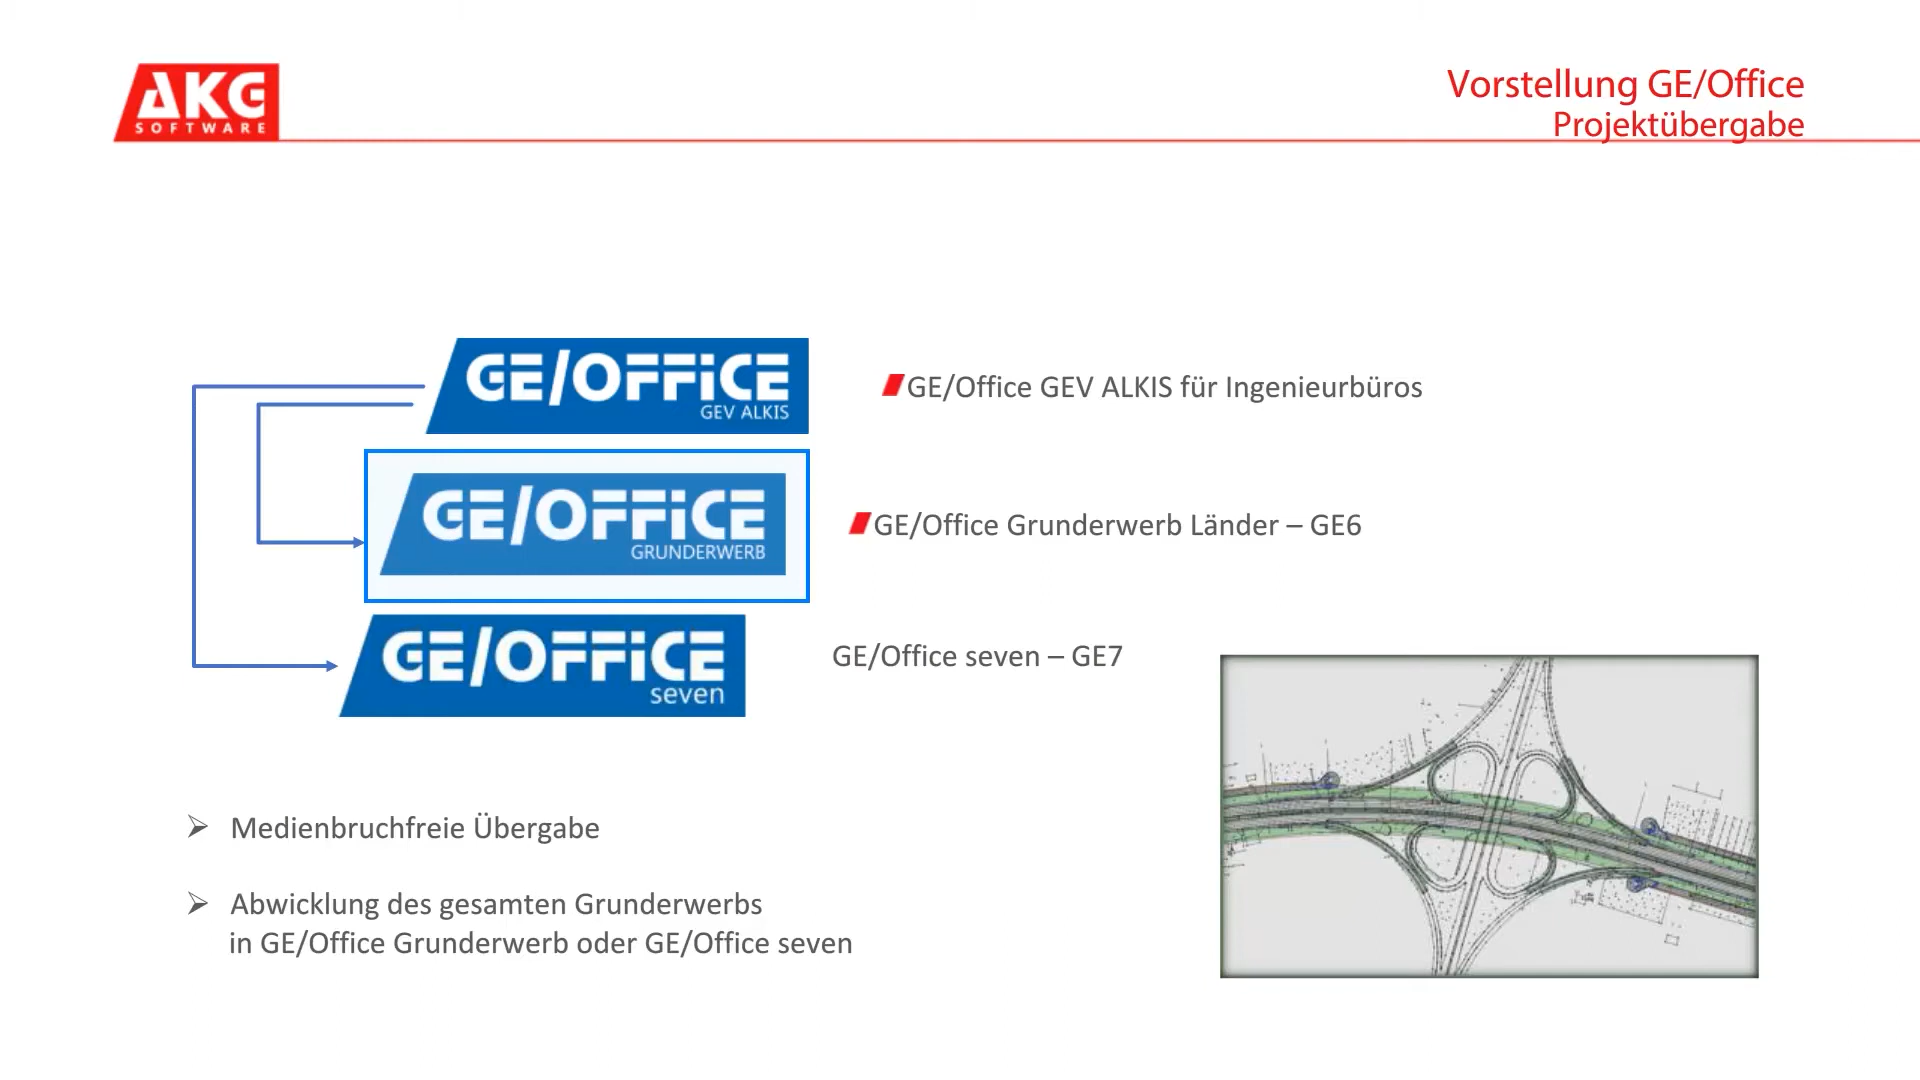 AKG
SOFTWARE
Vorstellung GE/Office
Projektübergabe
GE/OFFiCE
GEV ALKIS
GE/Office GEV ALKIS für Ingenieurbüros
GE/OFFiCE
GRUNDERWERB
GE/Office Grunderwerb Länder – GE6
GE/OFFiCE
seven
GE/Office seven – GE7
Medienbruchfreie Übergabe
Abwicklung des gesamten Grunderwerbs
in GE/Office Grunderwerb oder GE/Office seven